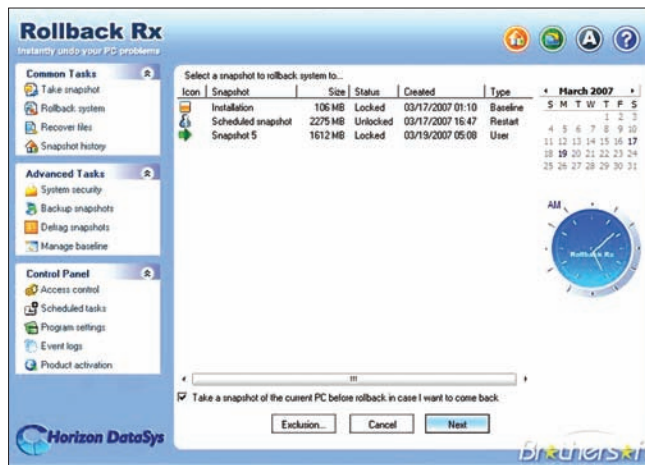 Rollback Rx
Instantly undo your PC problems
Common Tasks
Take snapshot
Rollback system
Recover files
Snapshot history
Advanced Tasks
System security
Backup snapshots
Defrag snapshots
Manage baseline
Control Panel
Access control
Scheduled tasks
Program settings
Event logs
Product activation
Horizon DataSys
Select a snapshot to rollback system to...
Icon Snapshot Size Status Created Type
Installation 106 MB Locked 03/17/2007 01:10 Baseline
Scheduled snapshot 2275 MB Unlocked 03/17/2007 16:47 Restart
Snapshot 5 1612 MB Locked 03/19/2007 05:08 User
Take a snapshot of the current PC before rollback in case I want to come back
Exclusion... Cancel Next
March 2007
S M T W T F S
1 2 3
4 5 6 7 8 9 10
11 12 13 14 15 16 17
18 19 20 21 22 23 24
25 26 27 28 29 30 31
AM
Rollback Rx
A ?